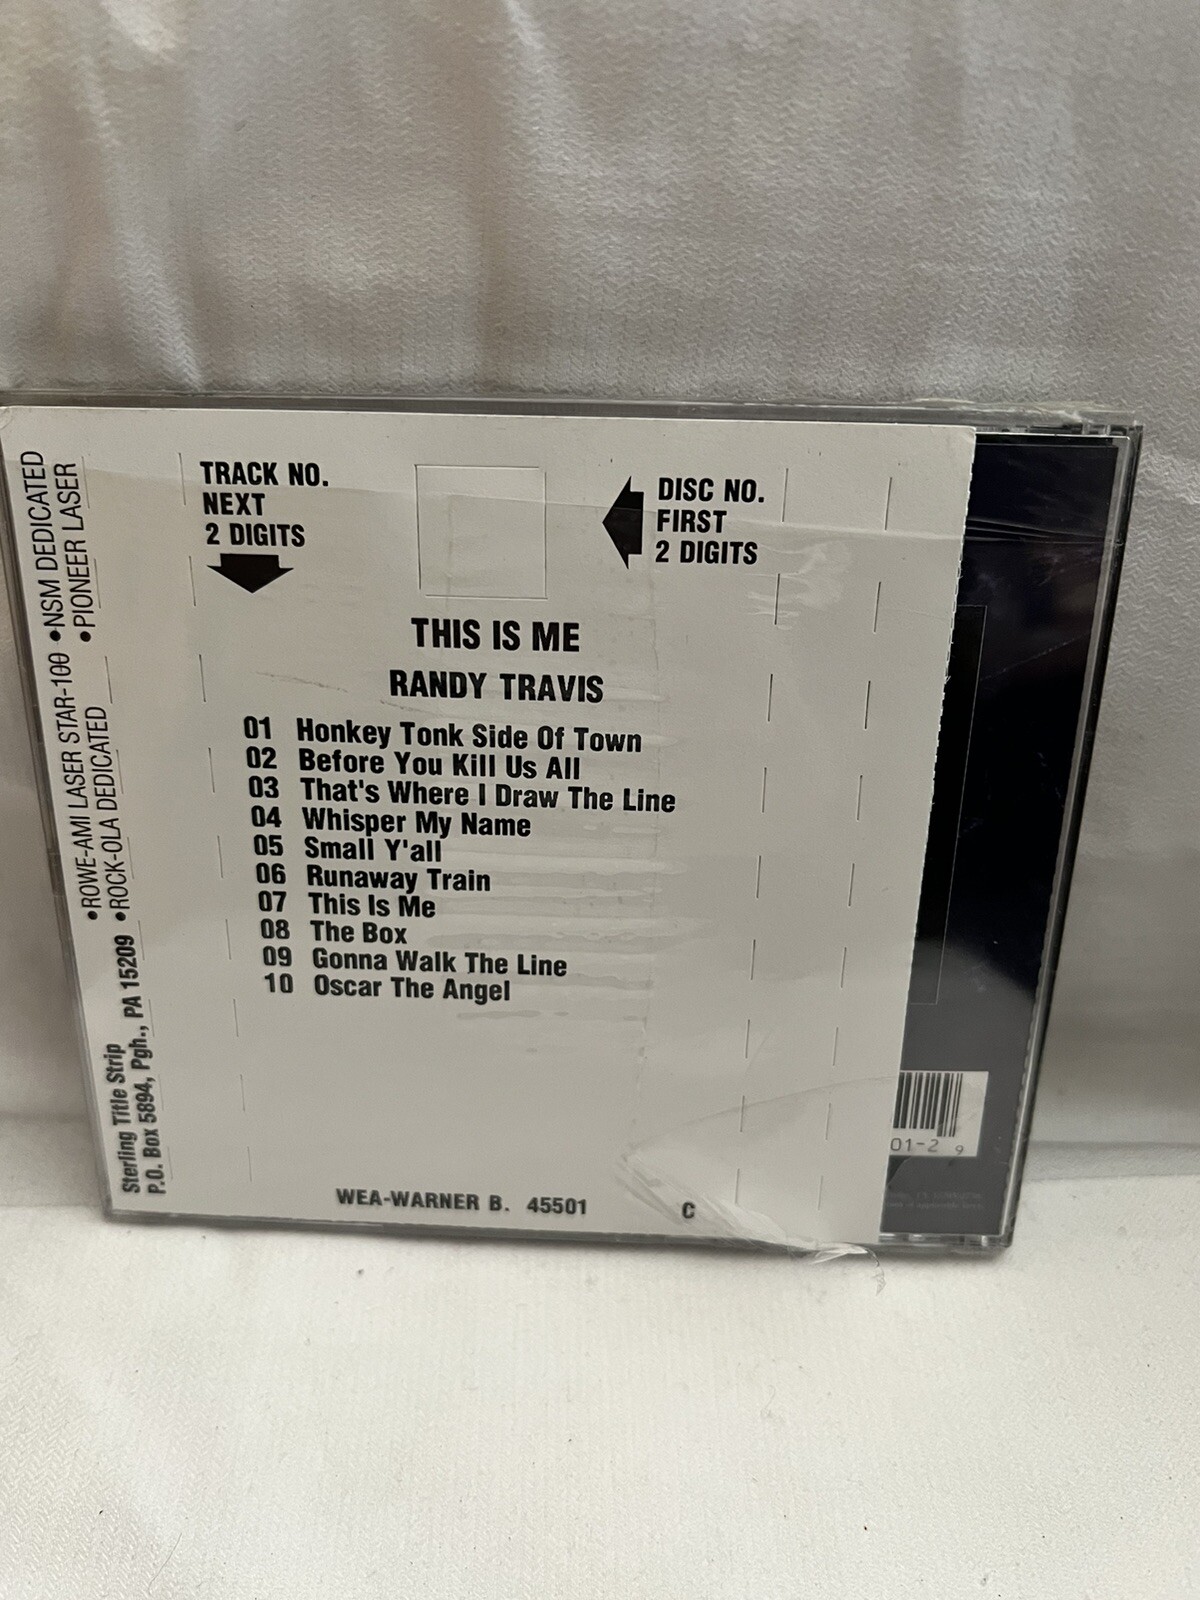 TRACK NO.
NEXT
2 DIGITS
DISC NO.
FIRST
2 DIGITS
THIS IS ME
RANDY TRAVIS
01 Honkey Tonk Side Of Town
02 Before You Kill Us All
03 That's Where I Draw The Line
04 Whisper My Name
05 Small Y'all
06 Runaway Train
07 This Is Me
08 The Box
09 Gonna Walk The Line
10 Oscar The Angel
WEA-WARNER B. 45501
C
•ROWE-AMI LASER STAR-100 •NSM DEDICATED
•ROCK-OLA DEDICATED •PIONEER LASER
Sterling Title Strip
P.O. Box 5894, Pgh., PA 15209
01-2 9